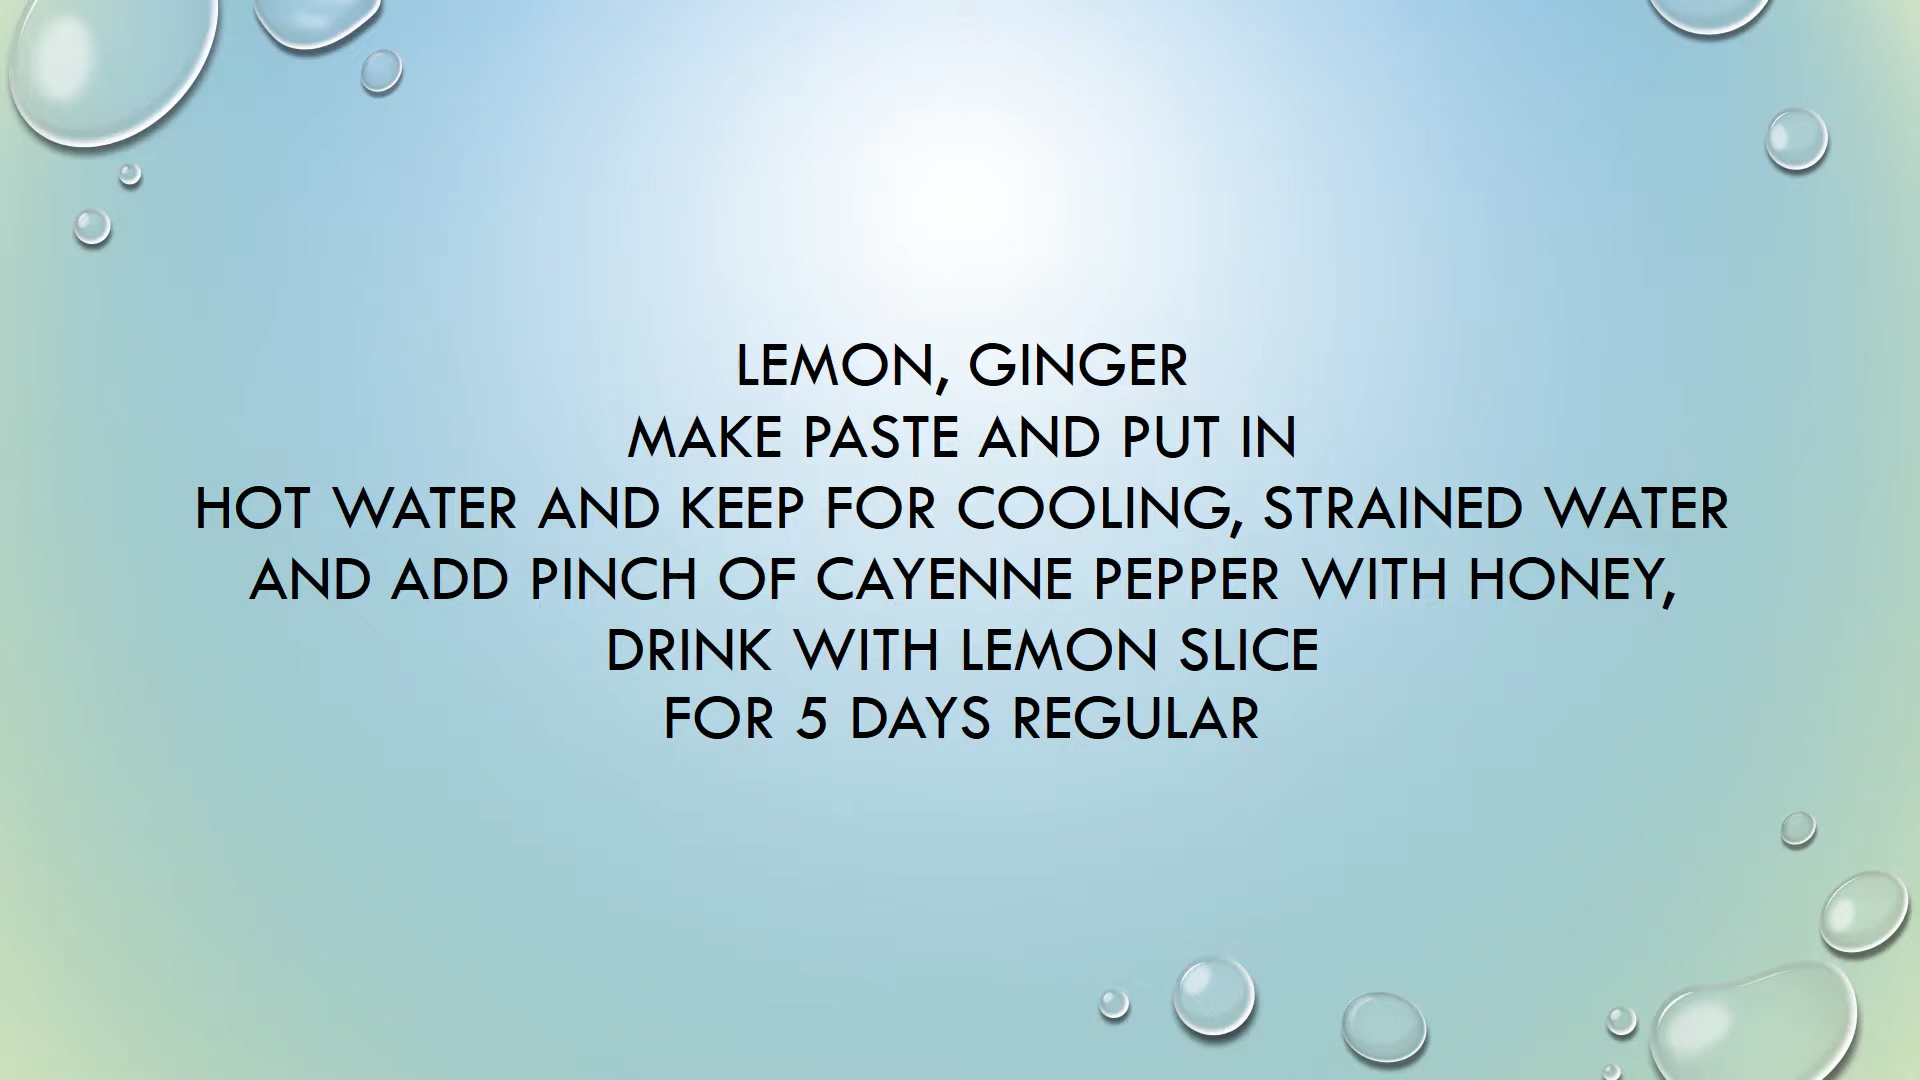 LEMON, GINGER
MAKE PASTE AND PUT IN
HOT WATER AND KEEP FOR COOLING, STRAINED WATER
AND ADD PINCH OF CAYENNE PEPPER WITH HONEY,
DRINK WITH LEMON SLICE
FOR 5 DAYS REGULAR